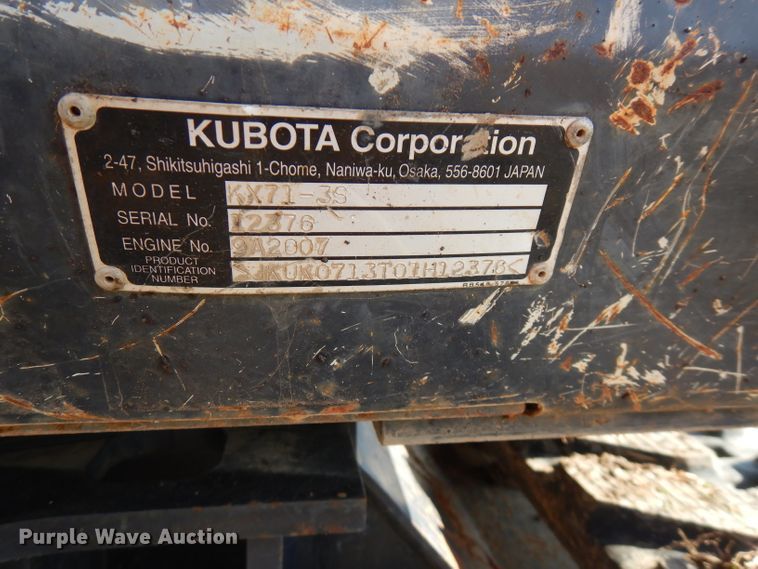 KUBOTA Corporation
2-47, Shikitsuhigashi 1-Chome, Naniwa-ku, Osaka, 556-8601 JAPAN
MODEL KX71-3S
SERIAL No. 12376
ENGINE No. 9A2007
PRODUCT IDENTIFICATION NUMBER >JKUK0713T07H12376<
Purple Wave Auction